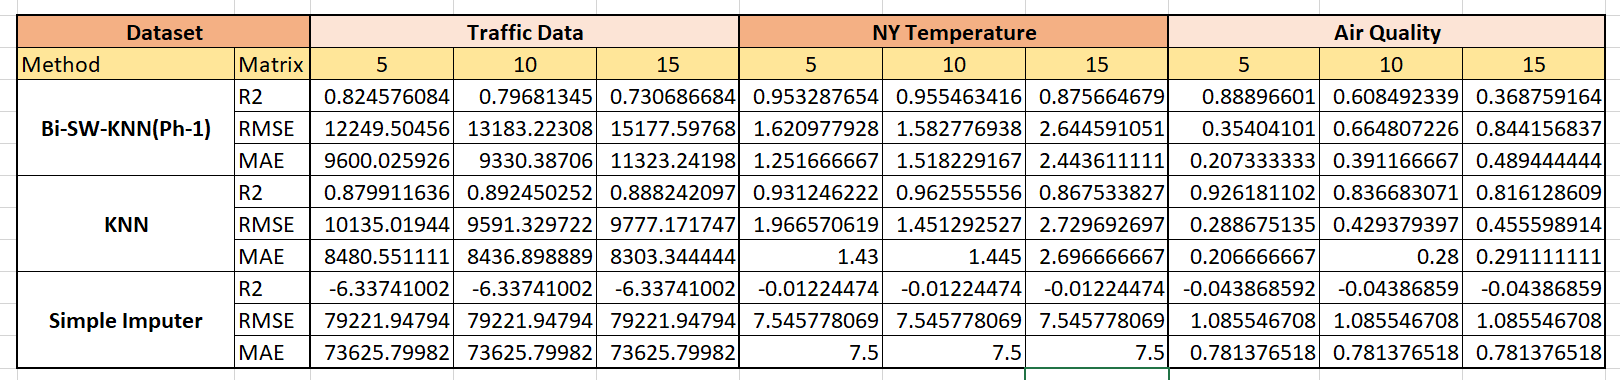 Dataset Traffic Data NY Temperature Air Quality
Method Matrix 5 10 15 5 10 15 5 10 15
R2 0.824576084 0.79681345 0.730686684 0.953287654 0.955463416 0.875664679 0.88896601 0.608492339 0.368759164
Bi-SW-KNN(Ph-1) RMSE 12249.50456 13183.22308 15177.59768 1.620977928 1.582776938 2.644591051 0.35404101 0.664807226 0.844156837
MAE 9600.025926 9330.38706 11323.24198 1.251666667 1.518229167 2.443611111 0.207333333 0.391166667 0.489444444
R2 0.879911636 0.892450252 0.888242097 0.931246222 0.962555556 0.867533827 0.926181102 0.836683071 0.816128609
KNN RMSE 10135.01944 9591.329722 9777.171747 1.966570619 1.451292527 2.729692697 0.288675135 0.429379397 0.455598914
MAE 8480.551111 8436.898889 8303.344444 1.43 1.445 2.696666667 0.206666667 0.28 0.291111111
R2 -6.33741002 -6.33741002 -6.33741002 -0.01224474 -0.01224474 -0.01224474 -0.043868592 -0.04386859 -0.04386859
Simple Imputer RMSE 79221.94794 79221.94794 79221.94794 7.545778069 7.545778069 7.545778069 1.085546708 1.085546708 1.085546708
MAE 73625.79982 73625.79982 73625.79982 7.5 7.5 7.5 0.781376518 0.781376518 0.781376518